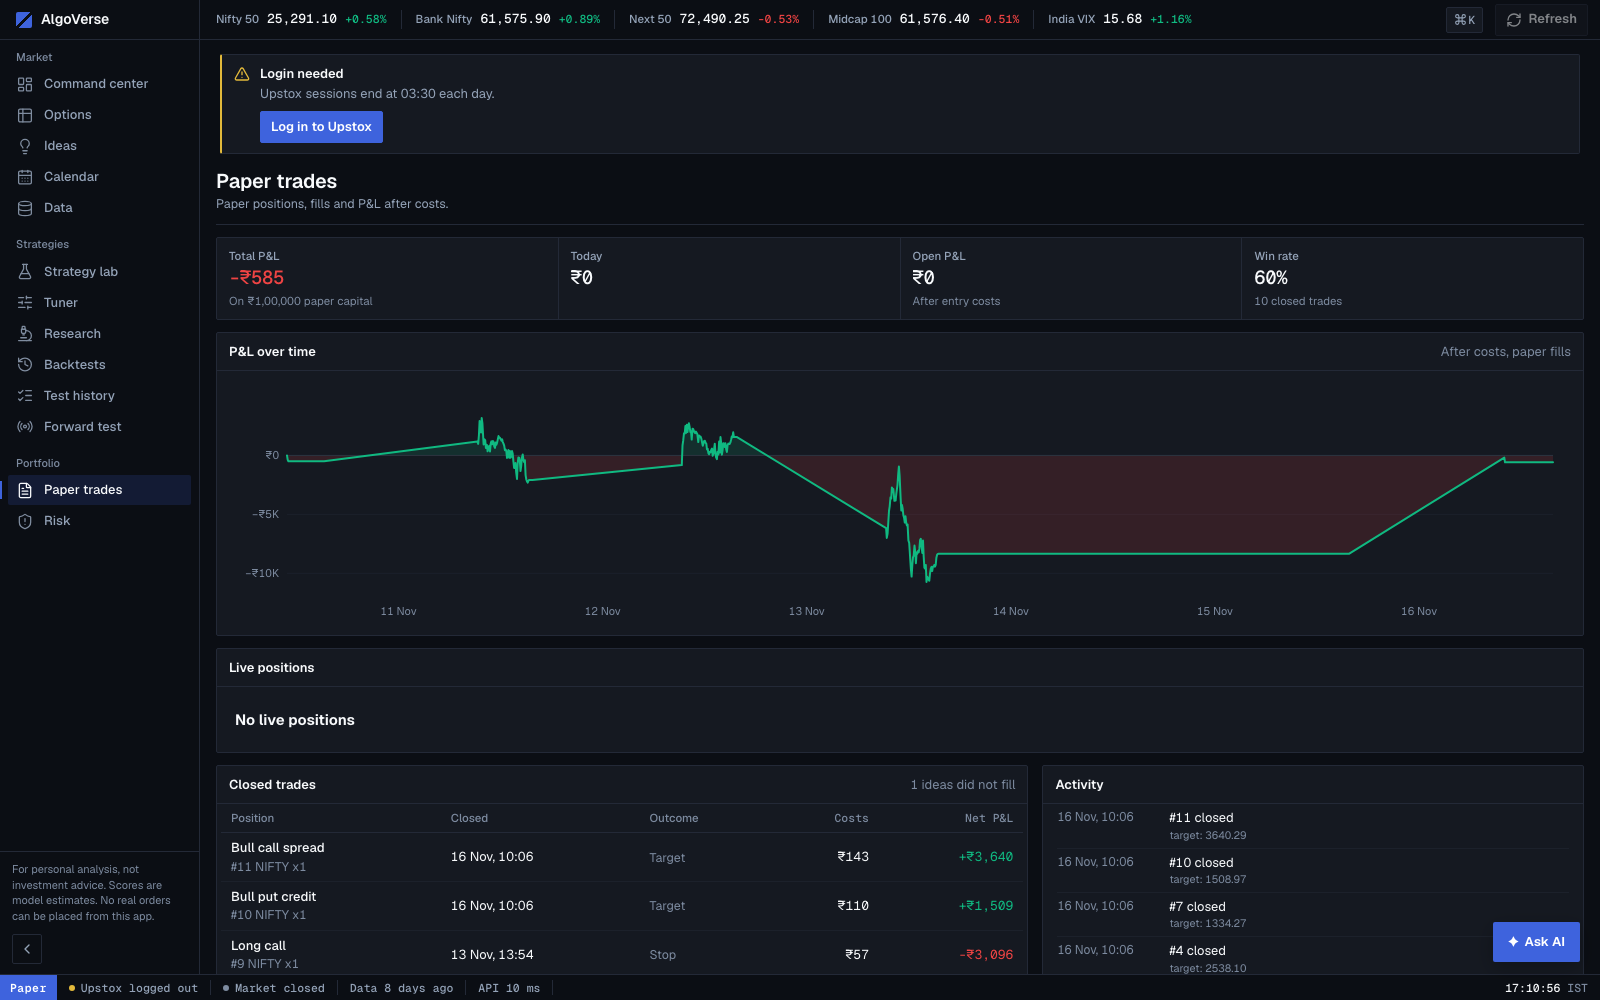 AlgoVerse
Nifty 50 25,291.10 +0.58% Bank Nifty 61,575.90 +0.89% Next 50 72,490.25 -0.53% Midcap 100 61,576.40 -0.51% India VIX 15.68 +1.16%
⌘K
Refresh
Market
Command center
Options
Ideas
Calendar
Data
Strategies
Strategy lab
Tuner
Research
Backtests
Test history
Forward test
Portfolio
Paper trades
Risk
For personal analysis, not
investment advice. Scores are
model estimates. No real orders
can be placed from this app.
Login needed
Upstox sessions end at 03:30 each day.
Log in to Upstox
Paper trades
Paper positions, fills and P&L after costs.
Total P&L
-₹585
On ₹1,00,000 paper capital
Today
₹0
Open P&L
₹0
After entry costs
Win rate
60%
10 closed trades
P&L over time
After costs, paper fills
₹0
-₹5K
-₹10K
11 Nov 12 Nov 13 Nov 14 Nov 15 Nov 16 Nov
Live positions
No live positions
Closed trades
1 ideas did not fill
Position Closed Outcome Costs Net P&L
Bull call spread
#11 NIFTY x1
16 Nov, 10:06 Target ₹143 +₹3,640
Bull put credit
#10 NIFTY x1
16 Nov, 10:06 Target ₹110 +₹1,509
Long call
#9 NIFTY x1
13 Nov, 13:54 Stop ₹57 -₹3,096
Activity
16 Nov, 10:06 #11 closed
target: 3640.29
16 Nov, 10:06 #10 closed
target: 1508.97
16 Nov, 10:06 #7 closed
target: 1334.27
16 Nov, 10:06 #4 closed
target: 2538.10
Ask AI
Paper Upstox logged out Market closed Data 8 days ago API 10 ms
17:10:56 IST